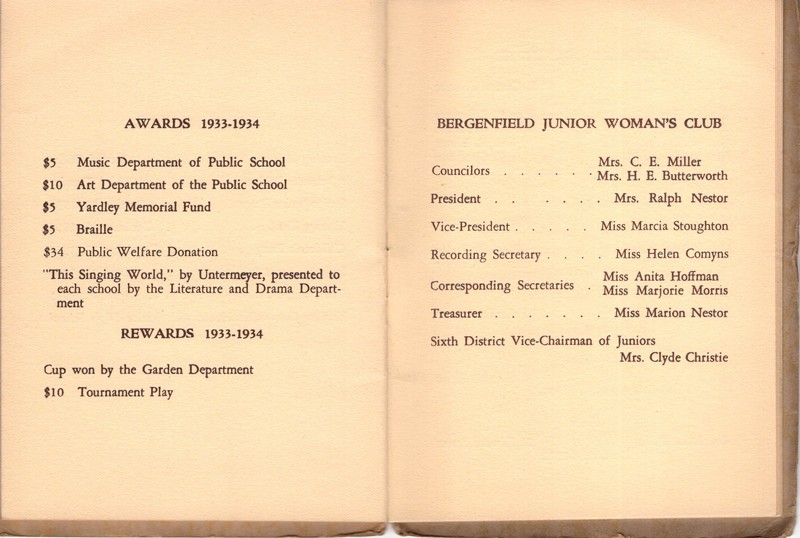 AWARDS 1933-1934
$5 Music Department of Public School
$10 Art Department of the Public School
$5 Yardley Memorial Fund
$5 Braille
$34 Public Welfare Donation
"This Singing World," by Untermeyer, presented to
each school by the Literature and Drama Depart-
ment
REWARDS 1933-1934
Cup won by the Garden Department
$10 Tournament Play
BERGENFIELD JUNIOR WOMAN'S CLUB
Councilors . . . . . . Mrs. C. E. Miller
Mrs. H. E. Butterworth
President . . . . . . Mrs. Ralph Nestor
Vice-President . . . . . Miss Marcia Stoughton
Recording Secretary . . . . Miss Helen Comyns
Corresponding Secretaries . Miss Anita Hoffman
Miss Marjorie Morris
Treasurer . . . . . . . Miss Marion Nestor
Sixth District Vice-Chairman of Juniors
Mrs. Clyde Christie